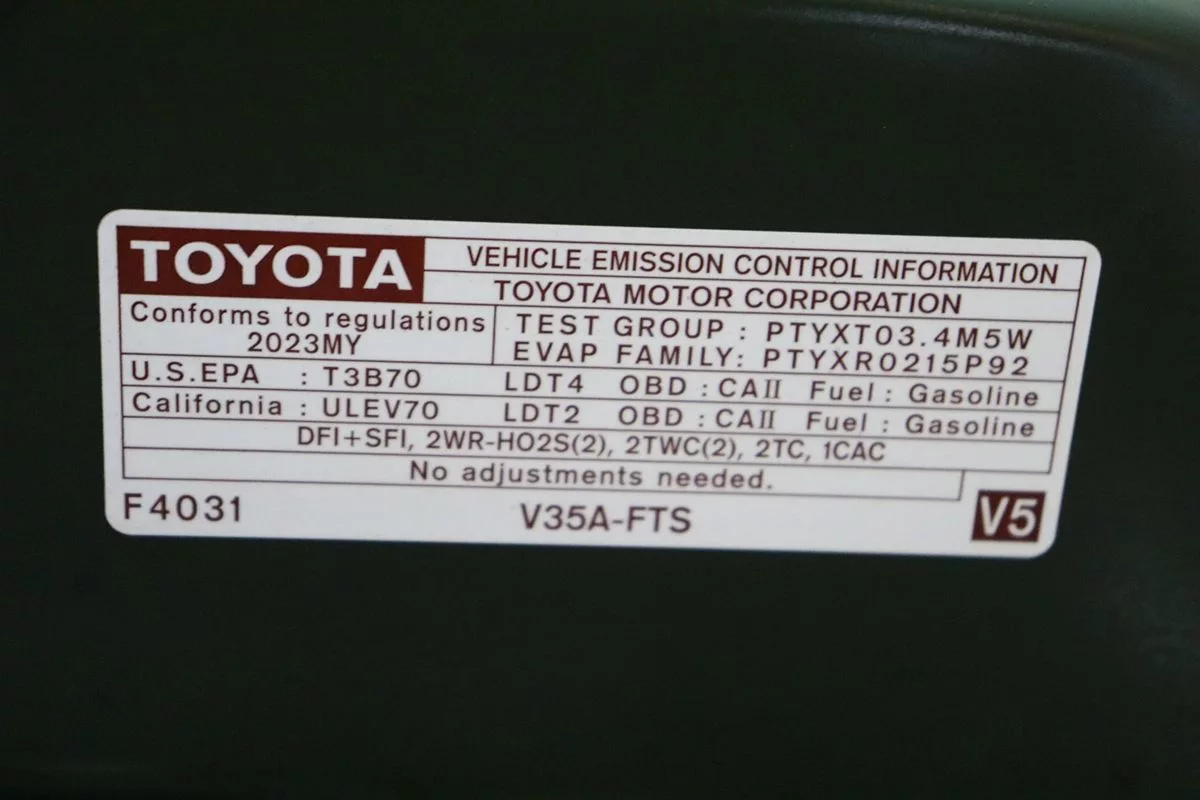 TOYOTA
VEHICLE EMISSION CONTROL INFORMATION
TOYOTA MOTOR CORPORATION
Conforms to regulations
2023MY
TEST GROUP : PTYXT03.4M5W
EVAP FAMILY: PTYXR0215P92
U.S.EPA : T3B70 LDT4 OBD : CAII Fuel : Gasoline
California : ULEV70 LDT2 OBD : CAII Fuel : Gasoline
DFI+SFI, 2WR-HO2S(2), 2TWC(2), 2TC, 1CAC
No adjustments needed.
F4031 V35A-FTS V5